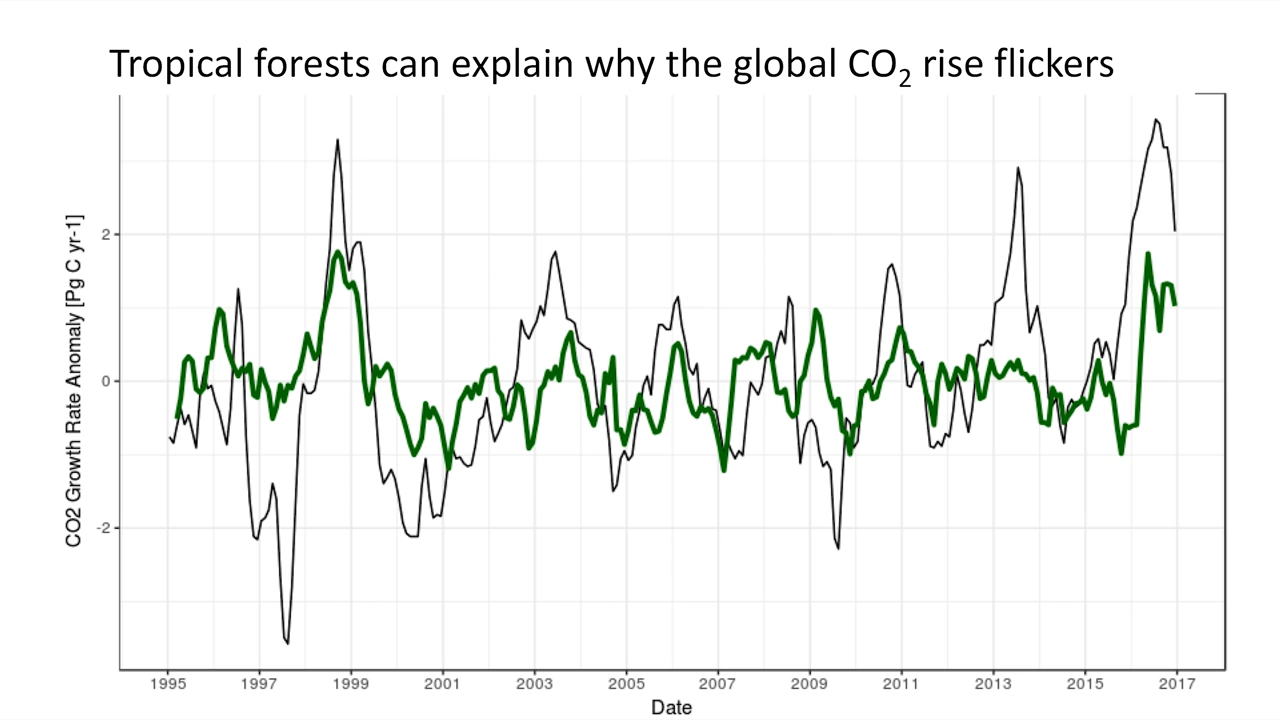 Tropical forests can explain why the global CO₂ rise flickers
CO2 Growth Rate Anomaly [Pg C yr-1]
2
0
-2
1995 1997 1999 2001 2003 2005 2007 2009 2011 2013 2015 2017
Date